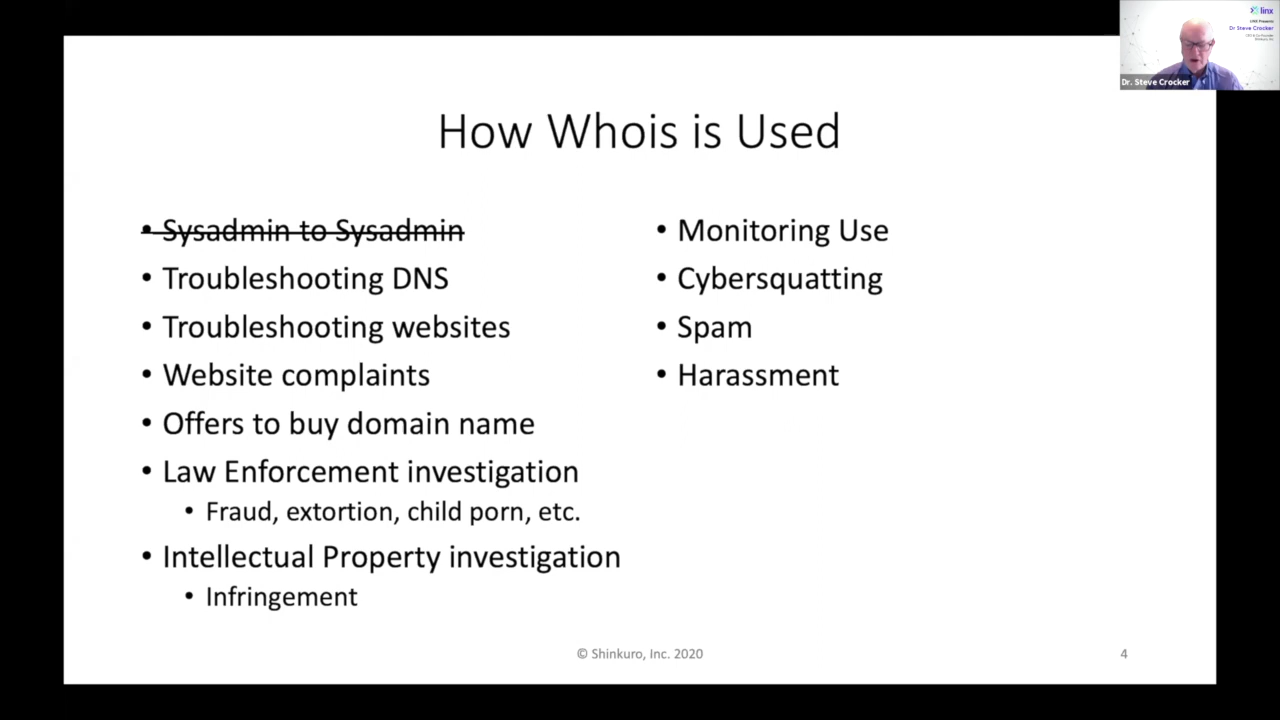 linx
LINX Presents
Dr Steve Crocker
Dr. Steve Crocker
How Whois is Used
• Sysadmin to Sysadmin
• Troubleshooting DNS
• Troubleshooting websites
• Website complaints
• Offers to buy domain name
• Law Enforcement investigation
• Fraud, extortion, child porn, etc.
• Intellectual Property investigation
• Infringement
• Monitoring Use
• Cybersquatting
• Spam
• Harassment
© Shinkuro, Inc. 2020
4